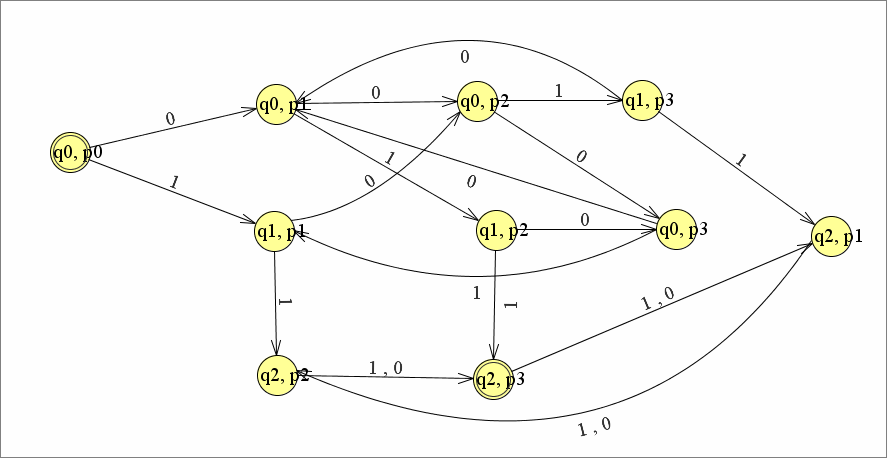 0
0
1
q0, p1
0
q0, p2
q1, p3
q0, p0
1
0
1
1
0
0
q1, p1
q1, p2
0
q0, p3
q2, p1
1
1
1
1 , 0
q2, p2
1 , 0
q2, p3
1 , 0